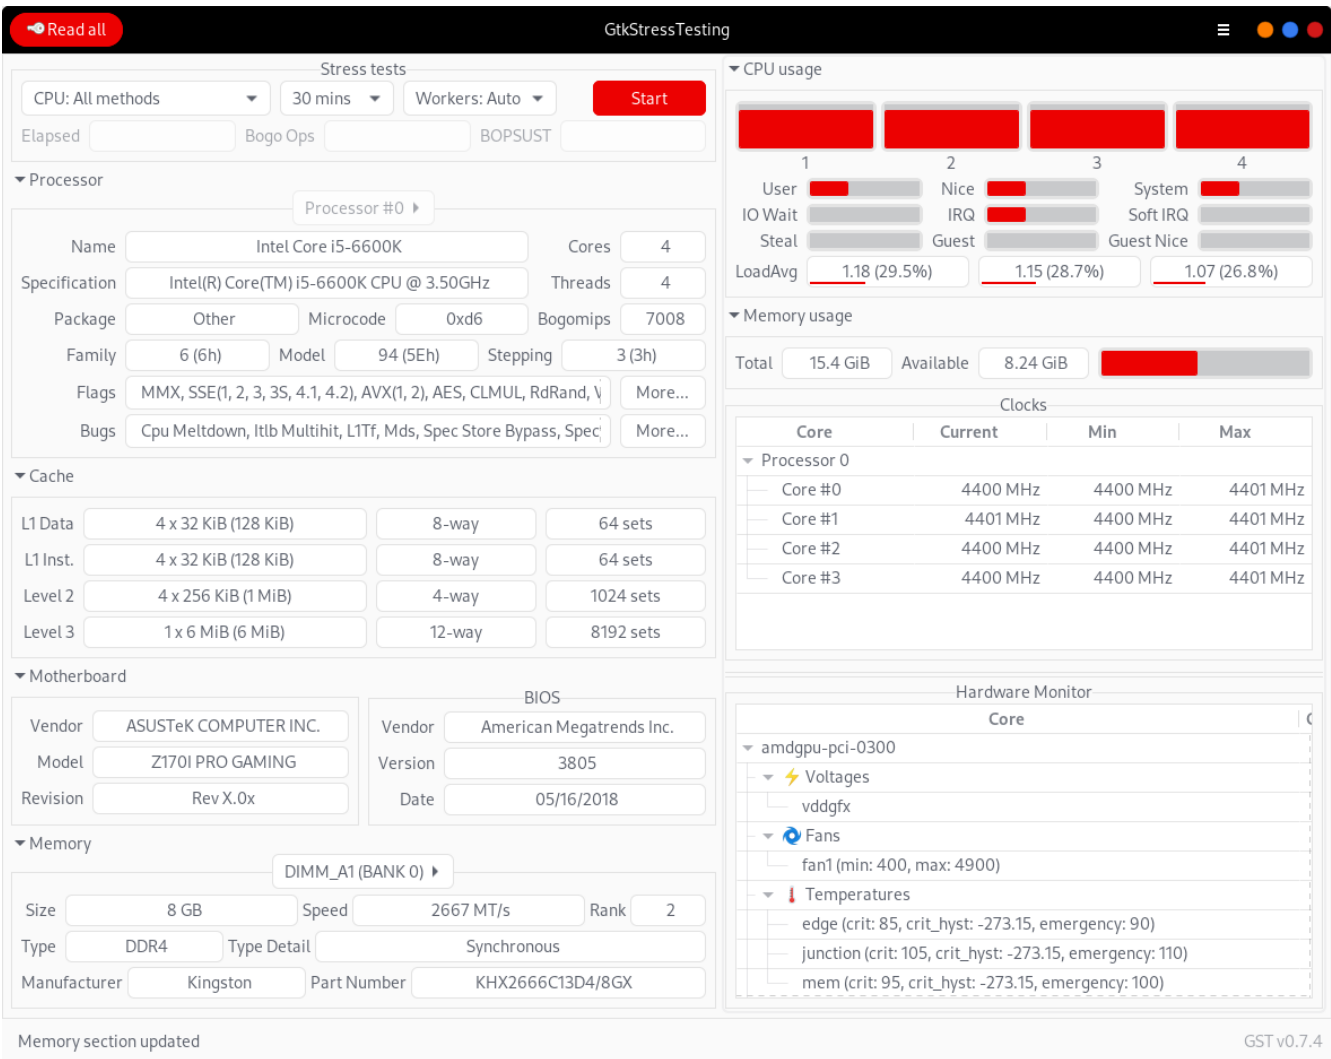 Read all
GtkStressTesting
Stress tests
CPU: All methods 30 mins Workers: Auto Start
Elapsed Bogo Ops BOPSUST
Processor
Processor #0
Name Intel Core i5-6600K Cores 4
Specification Intel(R) Core(TM) i5-6600K CPU @ 3.50GHz Threads 4
Package Other Microcode 0xd6 Bogomips 7008
Family 6 (6h) Model 94 (5Eh) Stepping 3 (3h)
Flags MMX, SSE(1, 2, 3, 3S, 4.1, 4.2), AVX(1, 2), AES, CLMUL, RdRand, More...
Bugs Cpu Meltdown, Itlb Multihit, L1Tf, Mds, Spec Store Bypass, Spec More...
Cache
L1 Data 4 x 32 KiB (128 KiB) 8-way 64 sets
L1 Inst. 4 x 32 KiB (128 KiB) 8-way 64 sets
Level 2 4 x 256 KiB (1 MiB) 4-way 1024 sets
Level 3 1 x 6 MiB (6 MiB) 12-way 8192 sets
Motherboard
Vendor ASUSTeK COMPUTER INC.
Model Z170I PRO GAMING
Revision Rev X.0x
BIOS
Vendor American Megatrends Inc.
Version 3805
Date 05/16/2018
Memory
DIMM_A1 (BANK 0)
Size 8 GB Speed 2667 MT/s Rank 2
Type DDR4 Type Detail Synchronous
Manufacturer Kingston Part Number KHX2666C13D4/8GX
CPU usage
1 2 3 4
User Nice System
IO Wait IRQ Soft IRQ
Steal Guest Guest Nice
LoadAvg 1.18 (29.5%) 1.15 (28.7%) 1.07 (26.8%)
Memory usage
Total 15.4 GiB Available 8.24 GiB
Clocks
Core Current Min Max
Processor 0
Core #0 4400 MHz 4400 MHz 4401 MHz
Core #1 4401 MHz 4400 MHz 4401 MHz
Core #2 4400 MHz 4400 MHz 4401 MHz
Core #3 4400 MHz 4400 MHz 4401 MHz
Hardware Monitor
Core
amdgpu-pci-0300
Voltages
vddgfx
Fans
fan1 (min: 400, max: 4900)
Temperatures
edge (crit: 85, crit_hyst: -273.15, emergency: 90)
junction (crit: 105, crit_hyst: -273.15, emergency: 110)
mem (crit: 95, crit_hyst: -273.15, emergency: 100)
Memory section updated
GST v0.7.4